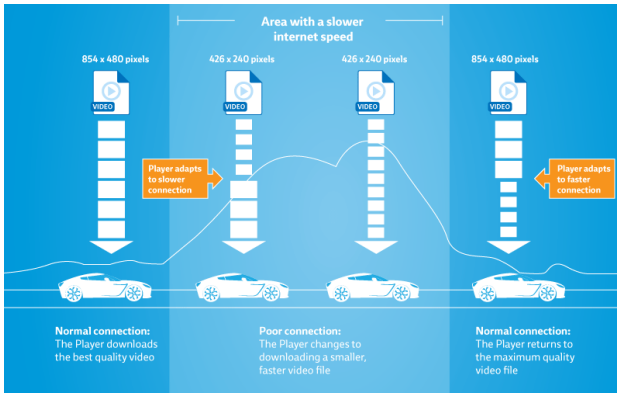 Area with a slower
internet speed
854 x 480 pixels
426 x 240 pixels
426 x 240 pixels
854 x 480 pixels
VIDEO
VIDEO
VIDEO
VIDEO
Player adapts
to slower
connection
Player adapts
to faster
connection
Normal connection:
The Player downloads
the best quality video
Poor connection:
The Player changes to
downloading a smaller,
faster video file
Normal connection:
The Player returns to
the maximum quality
video file